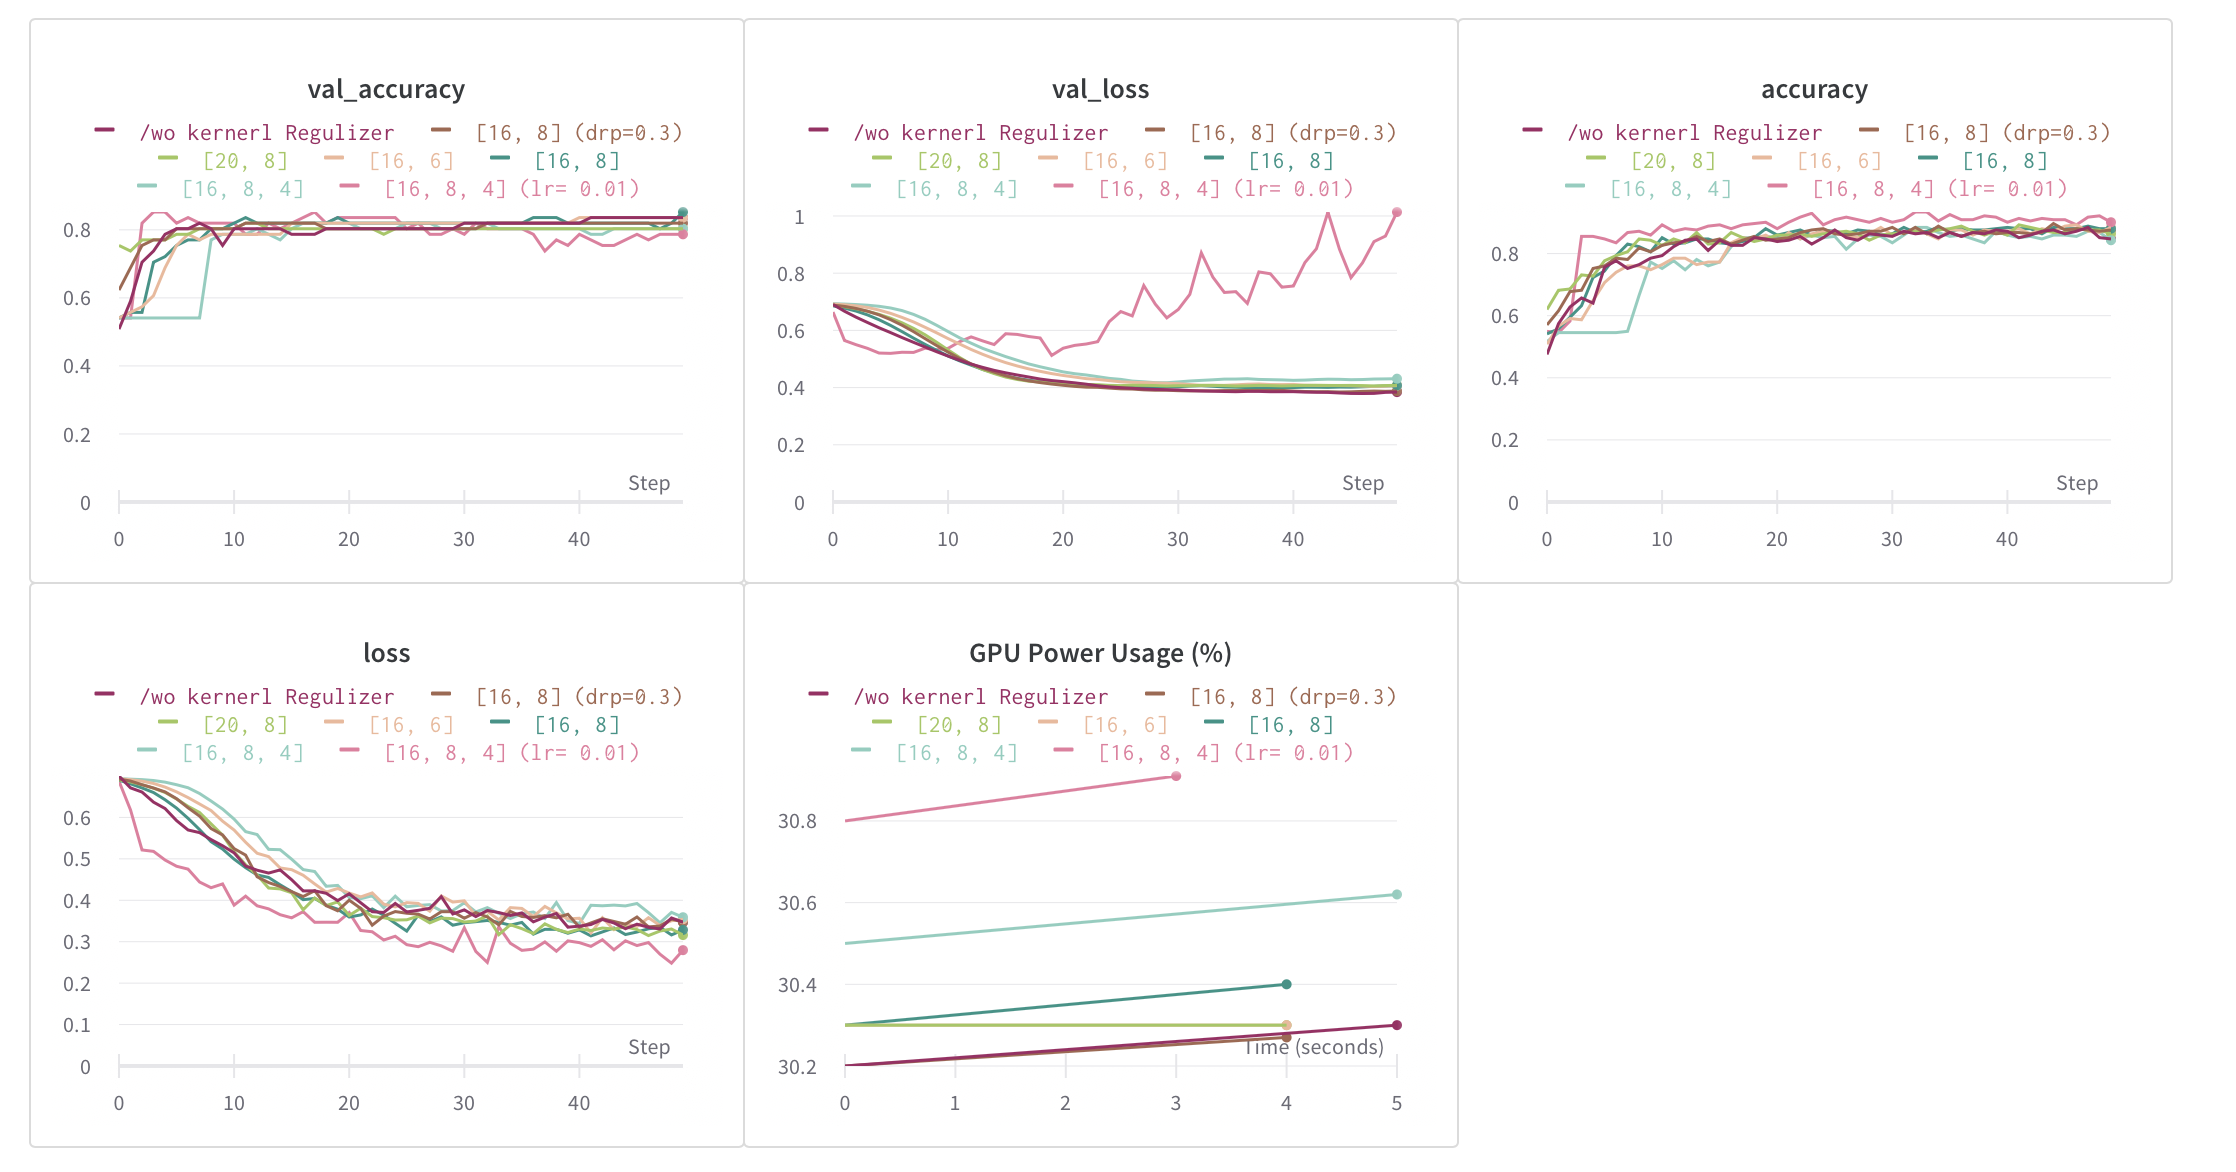 val_accuracy
/wo kernerl Regulizer [16, 8] (drp=0.3)
[20, 8] [16, 6] [16, 8]
[16, 8, 4] [16, 8, 4] (lr= 0.01)
0.8
0.6
0.4
0.2
0
Step
0 10 20 30 40
val_loss
/wo kernerl Regulizer [16, 8] (drp=0.3)
[20, 8] [16, 6] [16, 8]
[16, 8, 4] [16, 8, 4] (lr= 0.01)
1
0.8
0.6
0.4
0.2
0
Step
0 10 20 30 40
accuracy
/wo kernerl Regulizer [16, 8] (drp=0.3)
[20, 8] [16, 6] [16, 8]
[16, 8, 4] [16, 8, 4] (lr= 0.01)
0.8
0.6
0.4
0.2
0
Step
0 10 20 30 40
loss
/wo kernerl Regulizer [16, 8] (drp=0.3)
[20, 8] [16, 6] [16, 8]
[16, 8, 4] [16, 8, 4] (lr= 0.01)
0.6
0.5
0.4
0.3
0.2
0.1
0
Step
0 10 20 30 40
GPU Power Usage (%)
/wo kernerl Regulizer [16, 8] (drp=0.3)
[20, 8] [16, 6] [16, 8]
[16, 8, 4] [16, 8, 4] (lr= 0.01)
30.8
30.6
30.4
30.2
Time (seconds)
0 1 2 3 4 5